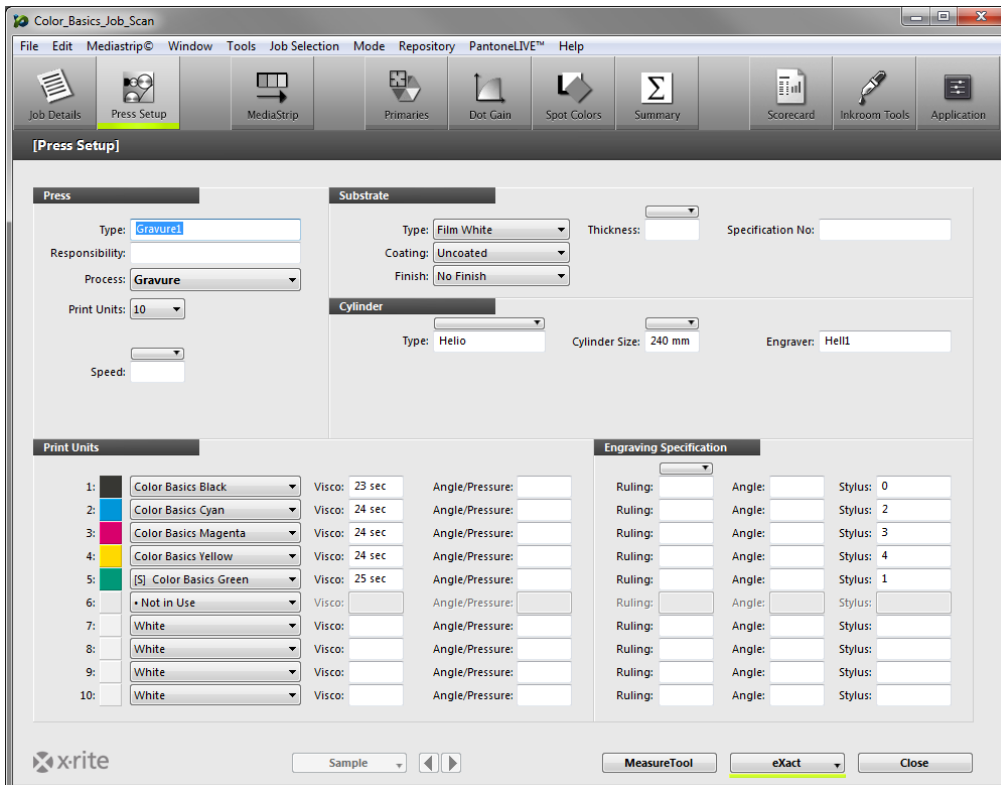 Color_Basics_Job_Scan
File Edit Mediastrip© Window Tools Job Selection Mode Repository PantoneLIVE™ Help
Job Details Press Setup MediaStrip Primaries Dot Gain Spot Colors Summary Scorecard Inkroom Tools Application
[Press Setup]
Press
Type: Gravure1
Responsibility:
Process: Gravure
Print Units: 10
Speed:
Substrate
Type: Film White Thickness: Specification No:
Coating: Uncoated
Finish: No Finish
Cylinder
Type: Helio Cylinder Size: 240 mm Engraver: Hell1
Print Units Engraving Specification
1: Color Basics Black Visco: 23 sec Angle/Pressure: Ruling: Angle: Stylus: 0
2: Color Basics Cyan Visco: 24 sec Angle/Pressure: Ruling: Angle: Stylus: 2
3: Color Basics Magenta Visco: 24 sec Angle/Pressure: Ruling: Angle: Stylus: 3
4: Color Basics Yellow Visco: 24 sec Angle/Pressure: Ruling: Angle: Stylus: 4
5: [S] Color Basics Green Visco: 25 sec Angle/Pressure: Ruling: Angle: Stylus: 1
6: • Not in Use Visco: Angle/Pressure: Ruling: Angle: Stylus:
7: White Visco: Angle/Pressure: Ruling: Angle: Stylus:
8: White Visco: Angle/Pressure: Ruling: Angle: Stylus:
9: White Visco: Angle/Pressure: Ruling: Angle: Stylus:
10: White Visco: Angle/Pressure: Ruling: Angle: Stylus:
x·rite Sample MeasureTool eXact Close